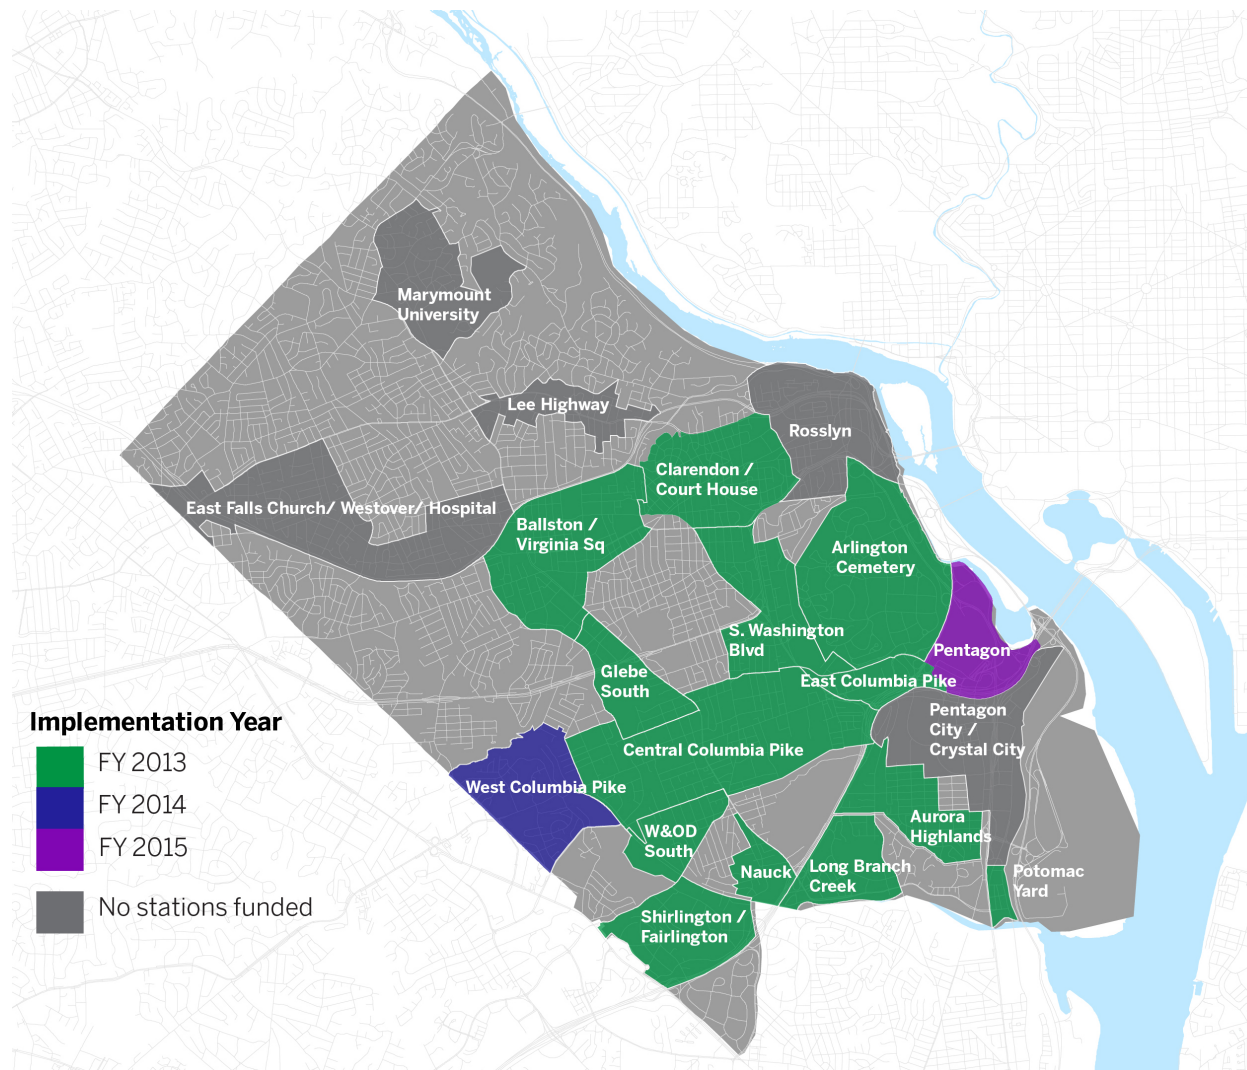 Marymount
University
Lee Highway
Rosslyn
Clarendon /
Court House
East Falls Church/ Westover/ Hospital
Ballston /
Virginia Sq
Arlington
Cemetery
S. Washington
Blvd
Pentagon
Glebe
South
East Columbia Pike
Pentagon
City /
Crystal City
Central Columbia Pike
West Columbia Pike
W&OD
South
Aurora
Highlands
Nauck
Long Branch
Creek
Potomac
Yard
Shirlington /
Fairlington
Implementation Year
FY 2013
FY 2014
FY 2015
No stations funded